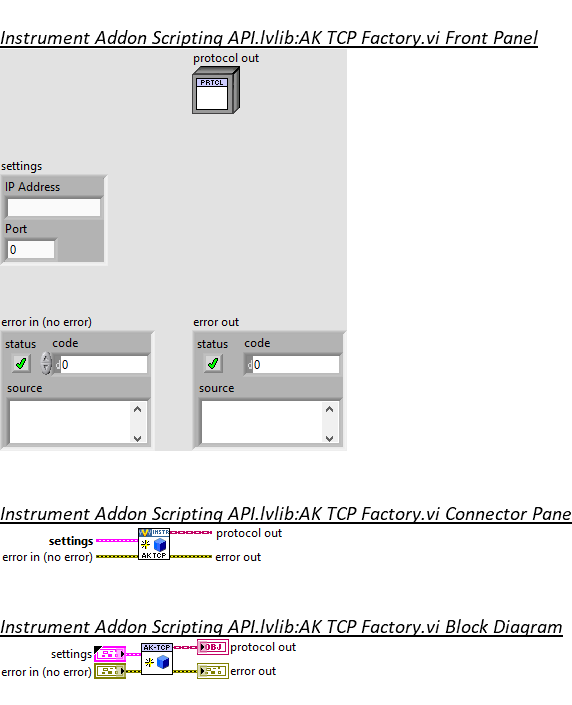 Instrument Addon Scripting API.lvlib:AK TCP Factory.vi Front Panel
protocol out
PRTCL
settings
IP Address
Port
0
error in (no error) error out
status code status code
d0 d0
source source
Instrument Addon Scripting API.lvlib:AK TCP Factory.vi Connector Pane
INSTR protocol out
settings
error in (no error) AK TCP error out
Instrument Addon Scripting API.lvlib:AK TCP Factory.vi Block Diagram
settings AK-TCP OBJ protocol out
error in (no error) error out